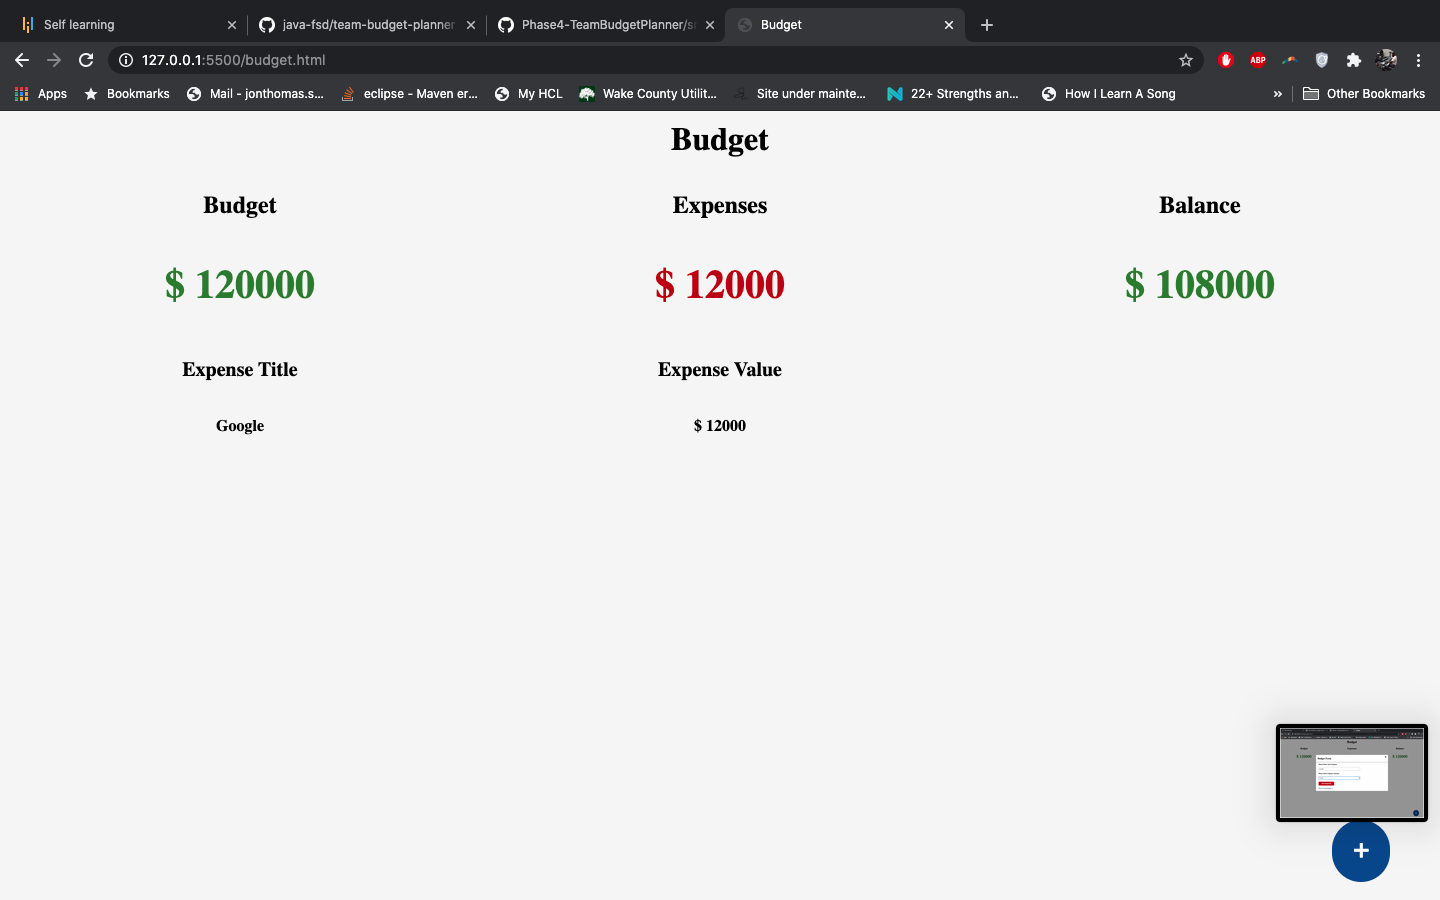 Self learning
java-fsd/team-budget-planner
Phase4-TeamBudgetPlanner/s
Budget
127.0.0.1:5500/budget.html
ABP
Apps
Bookmarks
Mail - jonthomas.s...
eclipse - Maven er...
My HCL
Wake County Utilit...
Site under mainte...
22+ Strengths an...
How I Learn A Song
»
Other Bookmarks
Budget
Budget Expenses Balance
$ 120000 $ 12000 $ 108000
Expense Title Expense Value
Google $ 12000
+